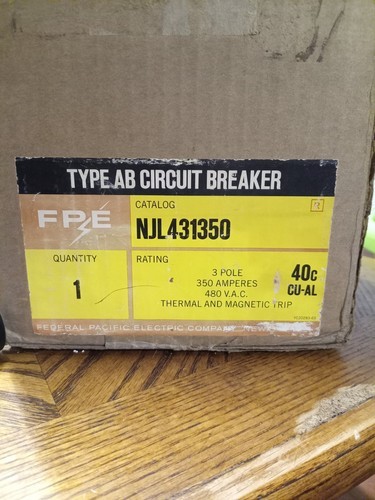 TYPE AB CIRCUIT BREAKER
FPE
CATALOG
NJL431350
QUANTITY
1
RATING
3 POLE
350 AMPERES
480 V.A.C.
THERMAL AND MAGNETIC TRIP
40C
CU-AL
FEDERAL PACIFIC ELECTRIC COMPANY,